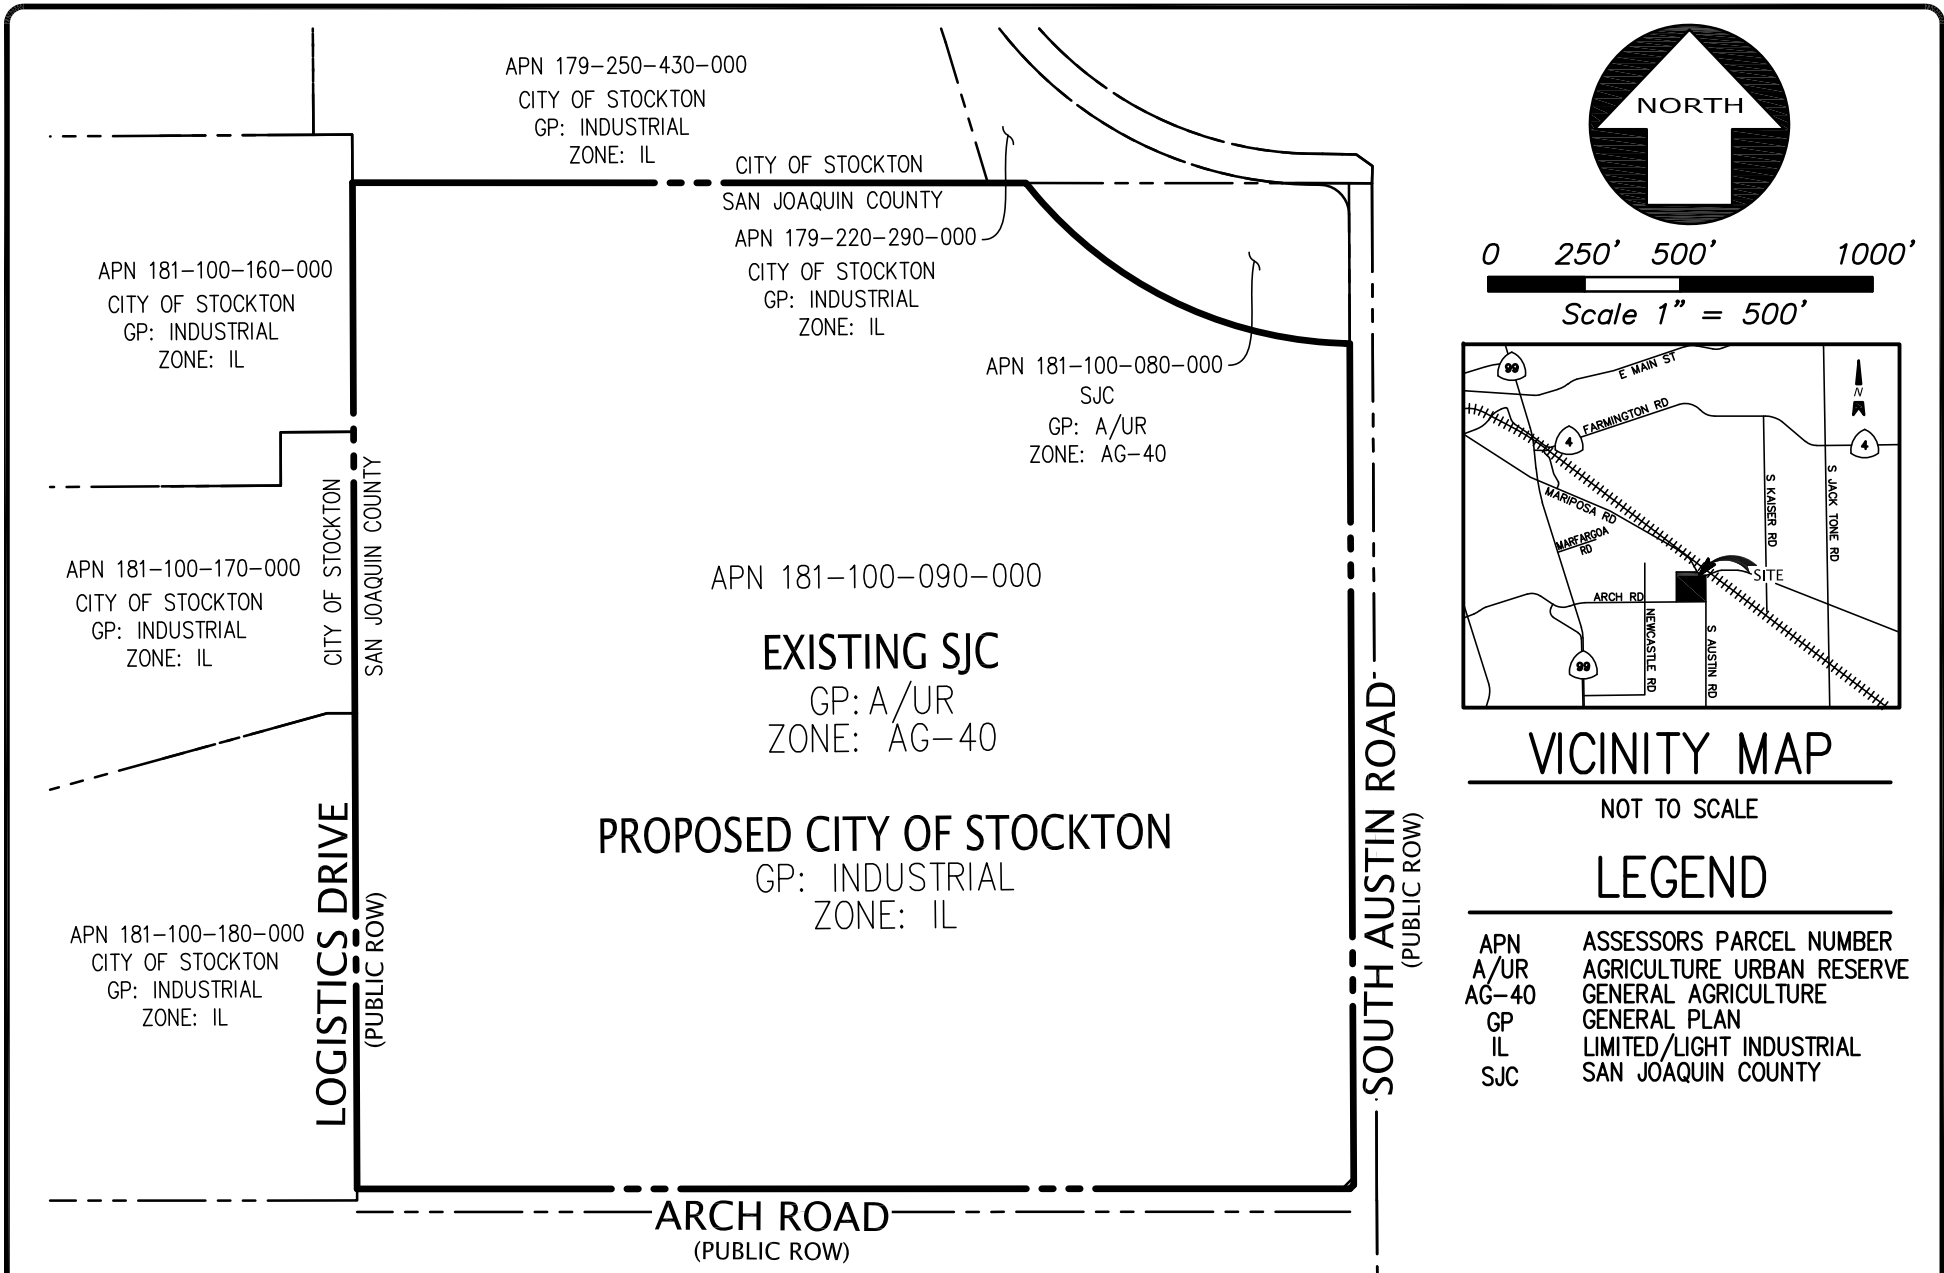 APN 179-250-430-000
CITY OF STOCKTON
GP: INDUSTRIAL
ZONE: IL
CITY OF STOCKTON
SAN JOAQUIN COUNTY
APN 179-220-290-000
CITY OF STOCKTON
GP: INDUSTRIAL
ZONE: IL
APN 181-100-160-000
CITY OF STOCKTON
GP: INDUSTRIAL
ZONE: IL
APN 181-100-080-000
SJC
GP: A/UR
ZONE: AG-40
CITY OF STOCKTON
SAN JOAQUIN COUNTY
APN 181-100-170-000
CITY OF STOCKTON
GP: INDUSTRIAL
ZONE: IL
APN 181-100-090-000
EXISTING SJC
GP: A/UR
ZONE: AG-40
PROPOSED CITY OF STOCKTON
GP: INDUSTRIAL
ZONE: IL
APN 181-100-180-000
CITY OF STOCKTON
GP: INDUSTRIAL
ZONE: IL
LOGISTICS DRIVE
(PUBLIC ROW)
SOUTH AUSTIN ROAD
(PUBLIC ROW)
ARCH ROAD
(PUBLIC ROW)
NORTH
0 250' 500' 1000'
Scale 1" = 500'
99
E MAIN ST
N
FARMINGTON RD
4
4
MARIPOSA RD
MARFARGOA
RD
S KAISER RD
S JACK TONE RD
SITE
ARCH RD
NEWCASTLE RD
S AUSTIN RD
99
VICINITY MAP
NOT TO SCALE
LEGEND
APN ASSESSORS PARCEL NUMBER
A/UR AGRICULTURE URBAN RESERVE
AG-40 GENERAL AGRICULTURE
GP GENERAL PLAN
IL LIMITED/LIGHT INDUSTRIAL
SJC SAN JOAQUIN COUNTY